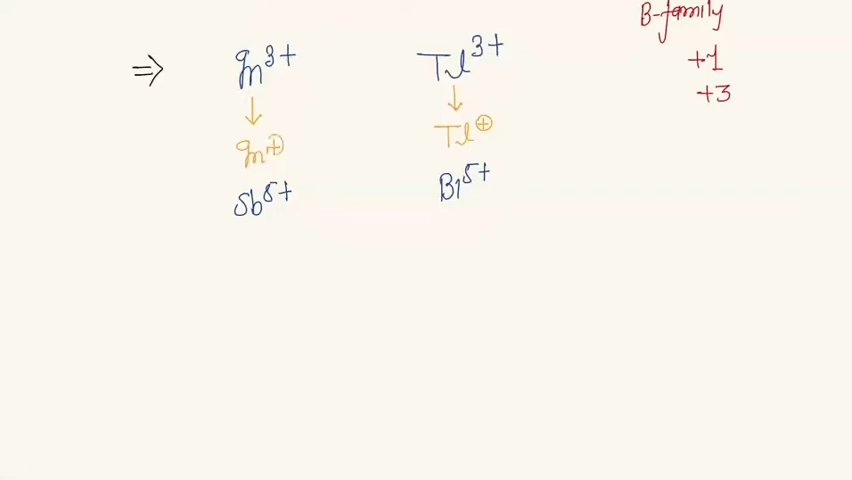 B-family
+1
+3
⇒ In³⁺ Tl³⁺
↓ ↓
In⊕ Tl⊕
Sb⁵⁺ Bi⁵⁺